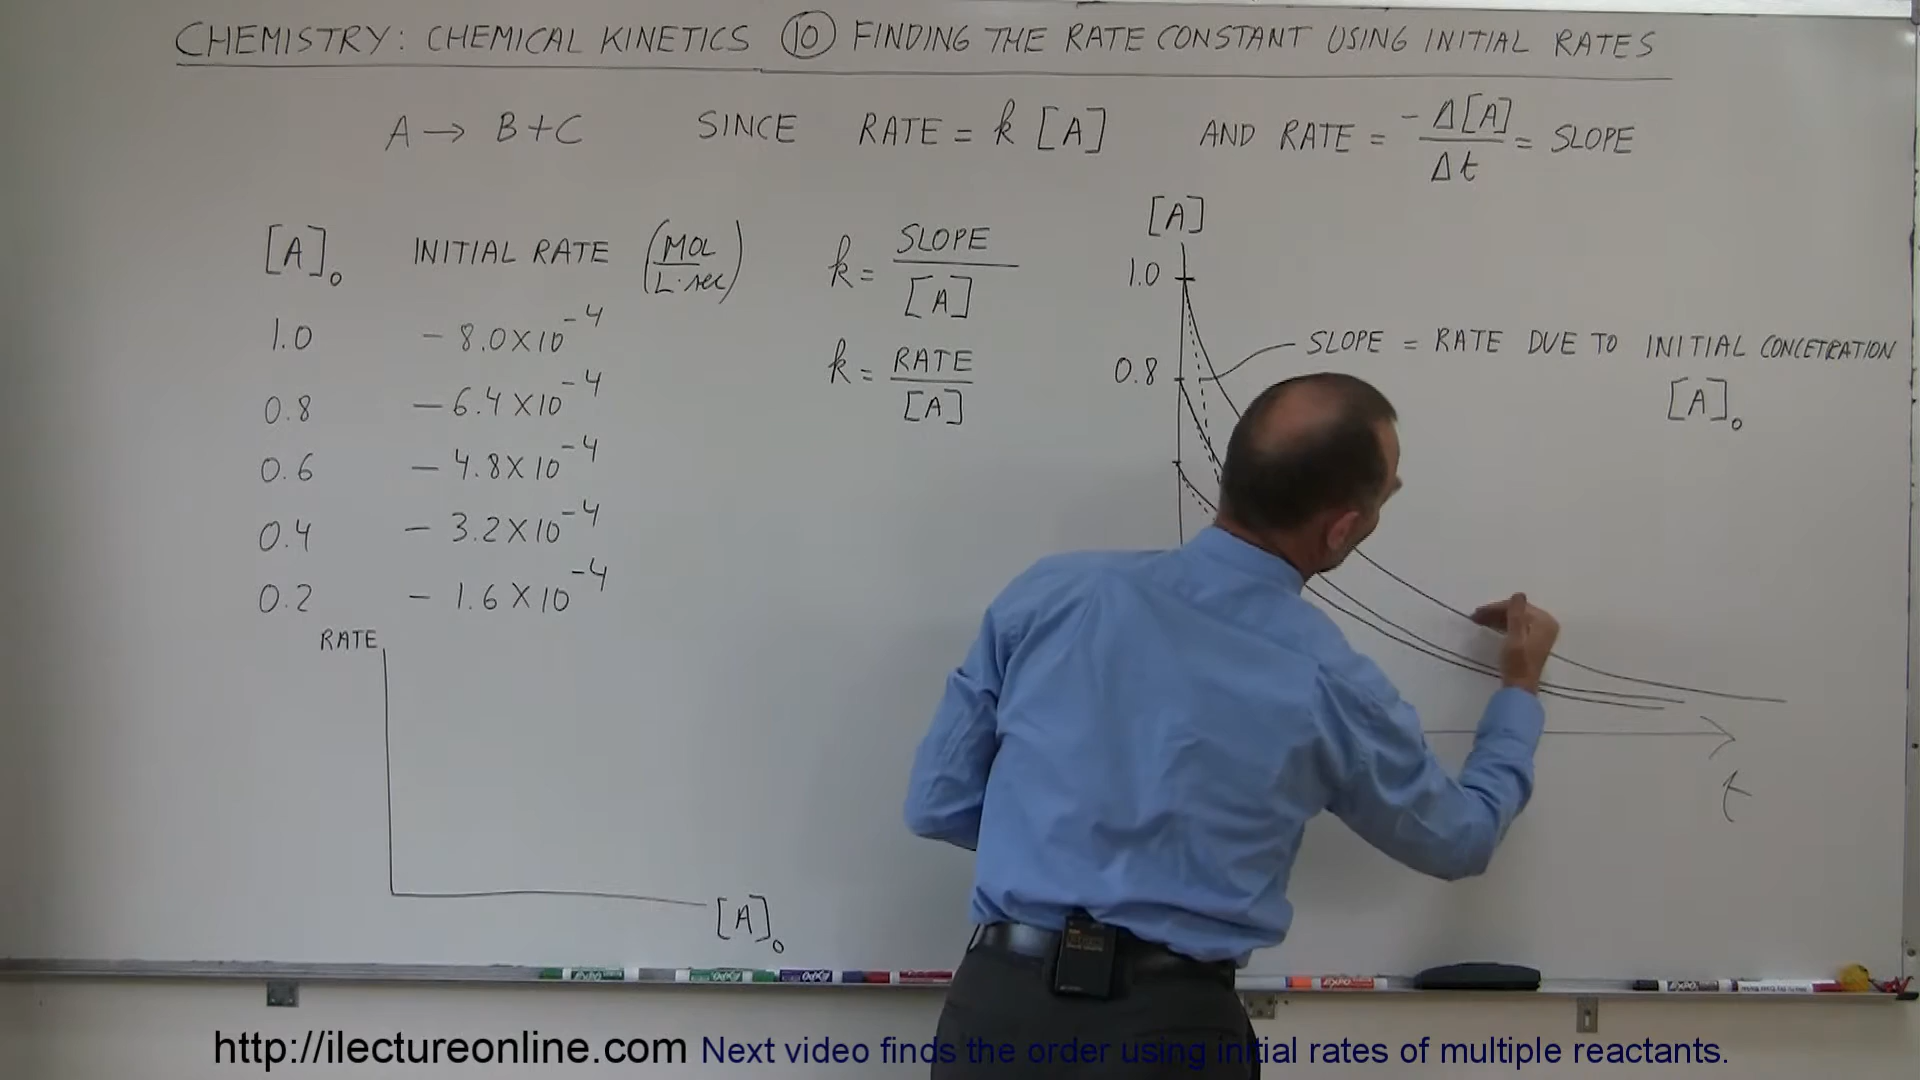 CHEMISTRY: CHEMICAL KINETICS ⑩ FINDING THE RATE CONSTANT USING INITIAL RATES
A → B+C SINCE RATE = k [A] AND RATE = -Δ[A]/Δt = SLOPE
[A]₀ INITIAL RATE (MOL/L·sec)
1.0 - 8.0×10⁻⁴
0.8 - 6.4×10⁻⁴
0.6 - 4.8×10⁻⁴
0.4 - 3.2×10⁻⁴
0.2 - 1.6×10⁻⁴
k = SLOPE/[A]
k = RATE/[A]
[A]
1.0
0.8
SLOPE = RATE DUE TO INITIAL CONCETRATION
[A]₀
t
RATE
[A]₀
http://ilectureonline.com Next video finds the order using initial rates of multiple reactants.